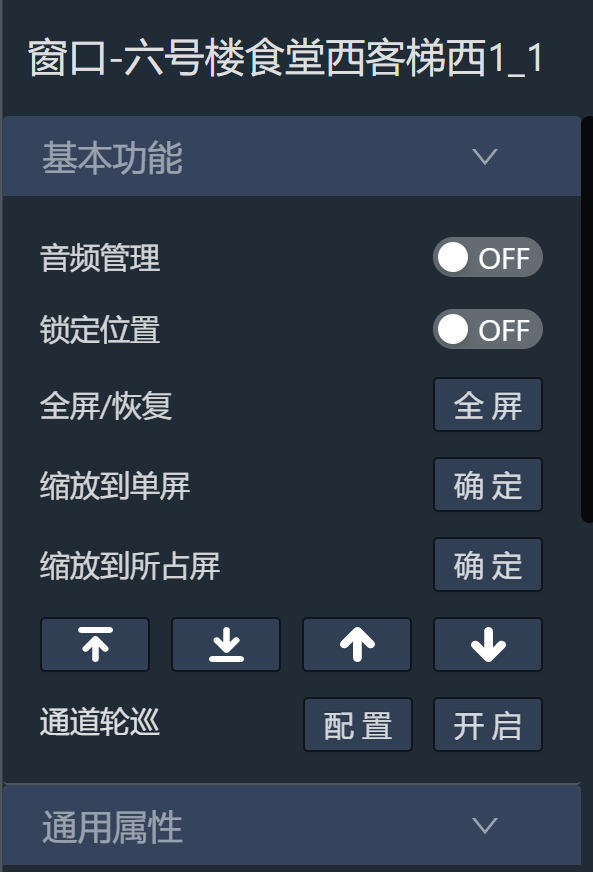 窗口-六号楼食堂西客梯西1_1
基本功能
音频管理 OFF
锁定位置 OFF
全屏/恢复 全屏
缩放到单屏 确定
缩放到所占屏 确定
通道轮巡 配置 开启
通用属性